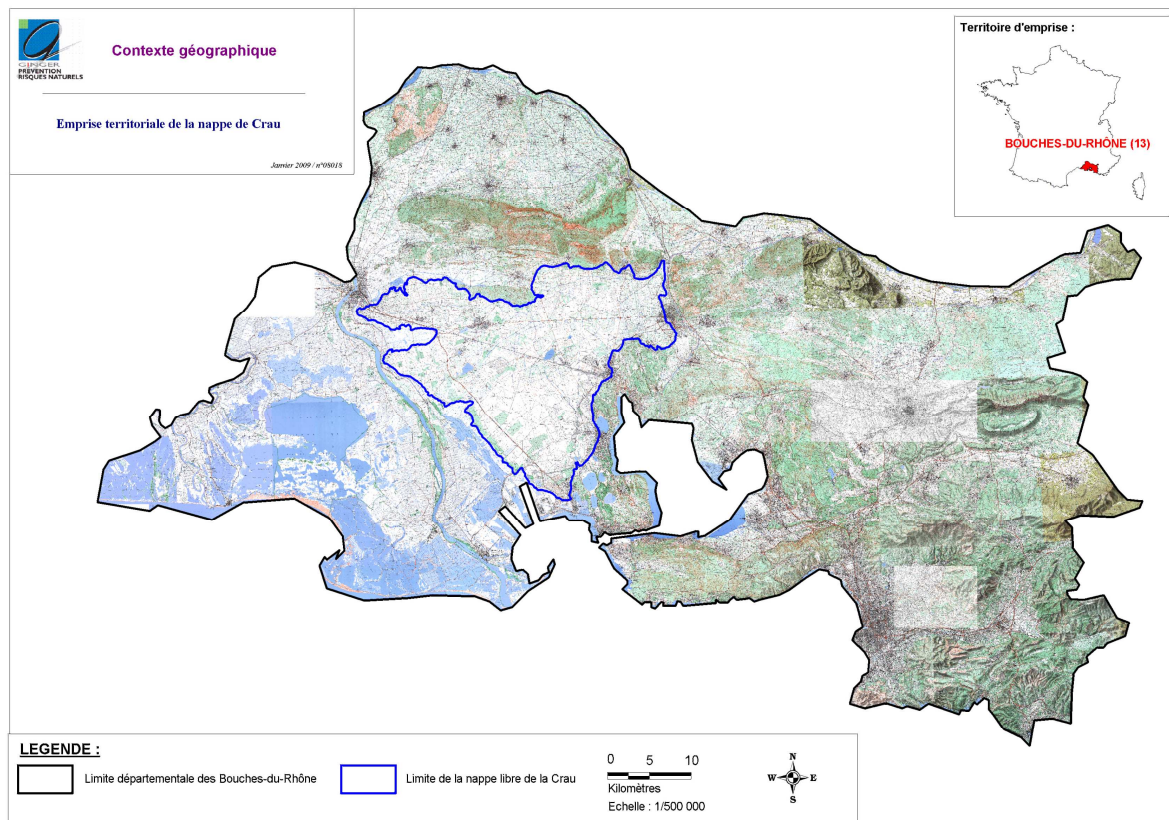 GINGER
PRÉVENTION
RISQUES NATURELS
Contexte géographique
Emprise territoriale de la nappe de Crau
Janvier 2009 / n°08018
Territoire d'emprise :
BOUCHES-DU-RHÔNE (13)
LEGENDE :
Limite départementale des Bouches-du-Rhône
Limite de la nappe libre de la Crau
0 5 10
Kilomètres
Echelle : 1/500 000
N
W E
S